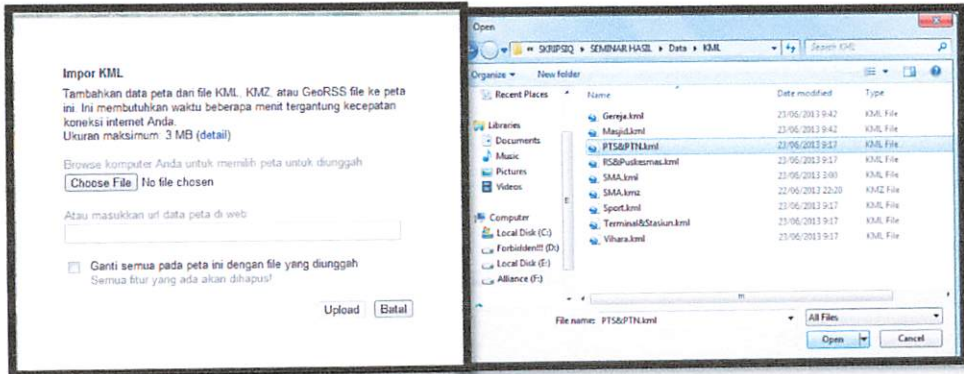 Impor KML
Tambahkan data peta dari file KML, KMZ, atau GeoRSS file ke peta
ini. Ini membutuhkan waktu beberapa menit tergantung kecepatan
koneksi internet Anda.
Ukuran maksimum: 3 MB (detail)
Browse komputer Anda untuk memilih peta untuk diunggah
Choose File No file chosen
Atau masukkan url data peta di web
Ganti semua pada peta ini dengan file yang diunggah
Semua fitur yang ada akan dihapus!
Upload Batal
Open
SKRIPSIQ SEMINAR HASIL Data KML Search KML
Organize New folder
Recent Places
Libraries
Documents
Music
Pictures
Videos
Computer
Local Disk (C:)
Forbidden!!! (D:)
Local Disk (E:)
Alliance (F:)
Name Date modified Type
Gereja.kml 23/06/2013 9:42 KML File
Masjid.kml 23/06/2013 9:42 KML File
PTS&PTN.kml 23/06/2013 9:17 KML File
RS&Puskesmas.kml 23/06/2013 9:17 KML File
SMA.kml 23/06/2013 KML File
SMA.kmz 22/06/2013 22:20 KMZ File
Sport.kml 23/06/2013 9:17 KML File
Terminal&Stasiun.kml 23/06/2013 9:17 KML File
Vihara.kml 23/06/2013 9:17 KML File
File name: PTS&PTN.kml All Files
Open Cancel